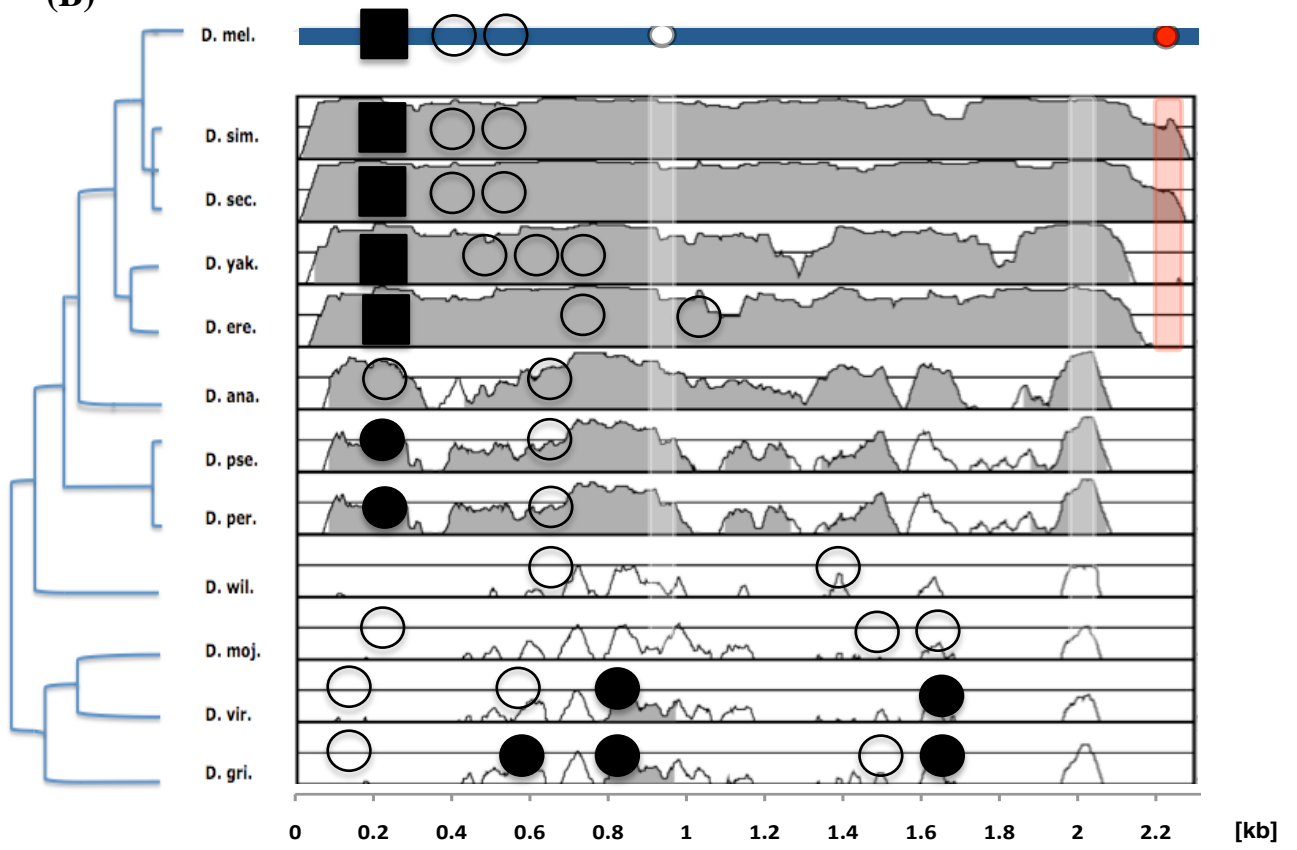 (B)
D. mel.
D. sim.
D. sec.
D. yak.
D. ere.
D. ana.
D. pse.
D. per.
D. wil.
D. moj.
D. vir.
D. gri.
0 0.2 0.4 0.6 0.8 1 1.2 1.4 1.6 1.8 2 2.2 [kb]